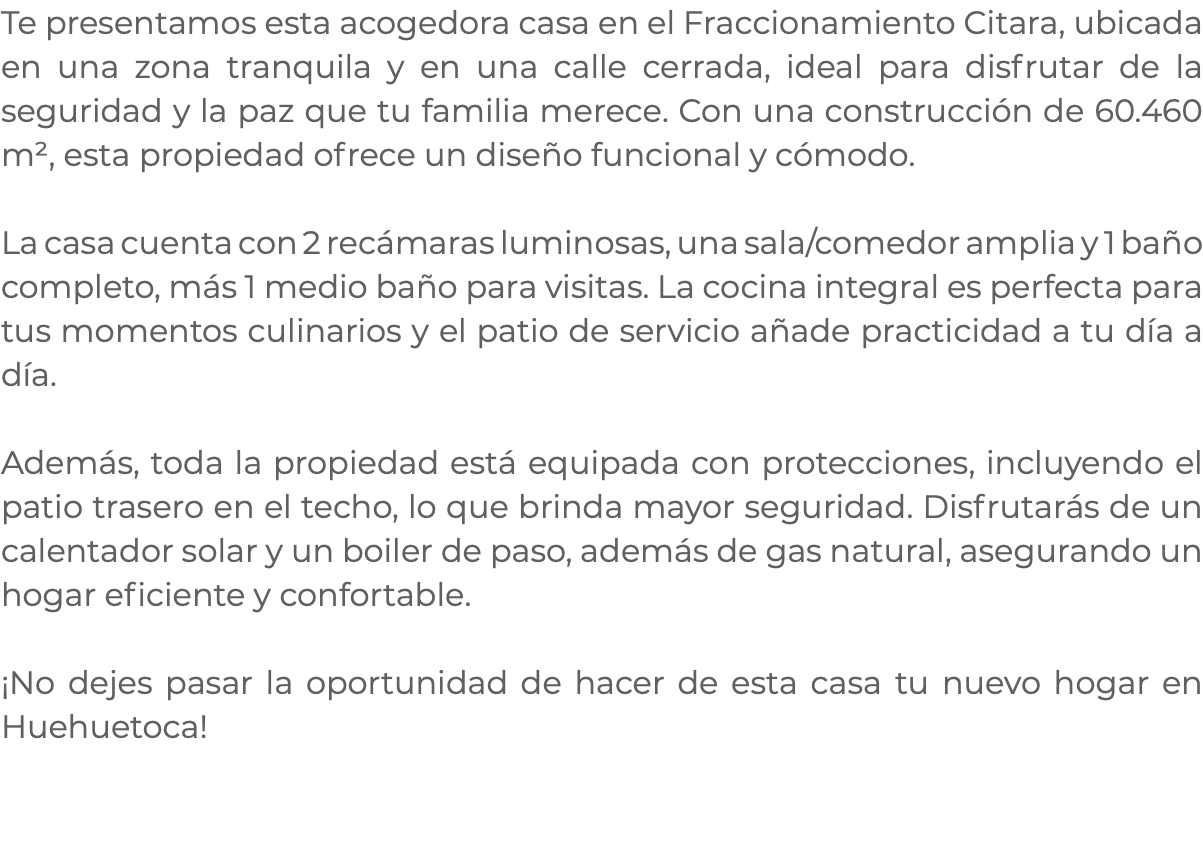 Te presentamos esta acogedora casa en el Fraccionamiento Citara, ubicada
en una zona tranquila y en una calle cerrada, ideal para disfrutar de la
seguridad y la paz que tu familia merece. Con una construcción de 60.460
m², esta propiedad ofrece un diseño funcional y cómodo.
La casa cuenta con 2 recámaras luminosas, una sala/comedor amplia y 1 baño
completo, más 1 medio baño para visitas. La cocina integral es perfecta para
tus momentos culinarios y el patio de servicio añade practicidad a tu día a
día.
Además, toda la propiedad está equipada con protecciones, incluyendo el
patio trasero en el techo, lo que brinda mayor seguridad. Disfrutarás de un
calentador solar y un boiler de paso, además de gas natural, asegurando un
hogar eficiente y confortable.
¡No dejes pasar la oportunidad de hacer de esta casa tu nuevo hogar en
Huehuetoca!